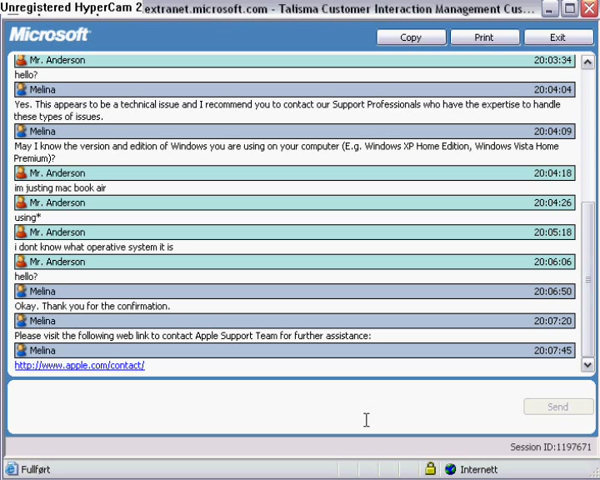 Unregistered HyperCam 2 extranet.microsoft.com - Talisma Customer Interaction Management Cus...
Microsoft
Copy
Print
Exit
Mr. Anderson 20:03:34
hello?
Melina 20:04:04
Yes. This appears to be a technical issue and I recommend you to contact our Support Professionals who have the expertise to handle
these types of issues.
Melina 20:04:09
May I know the version and edition of Windows you are using on your computer (E.g. Windows XP Home Edition, Windows Vista Home
Premium)?
Mr. Anderson 20:04:18
im justing mac book air
Mr. Anderson 20:04:26
using*
Mr. Anderson 20:05:18
i dont know what operative system it is
Mr. Anderson 20:06:06
hello?
Melina 20:06:50
Okay. Thank you for the confirmation.
Melina 20:07:20
Please visit the following web link to contact Apple Support Team for further assistance:
Melina 20:07:45
http://www.apple.com/contact/
Send
Session ID:1197671
Fullført
Internett